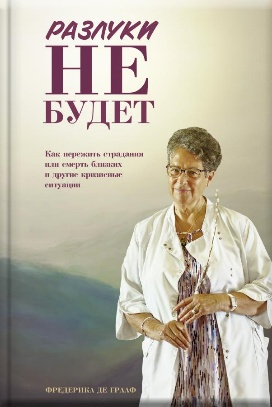 РАЗЛУКИ
НЕ
БУДЕТ
Как пережить страдания
или смерть близких
и другие кризисные
ситуации
ФРЕДЕРИКА ДЕ ГРААФ